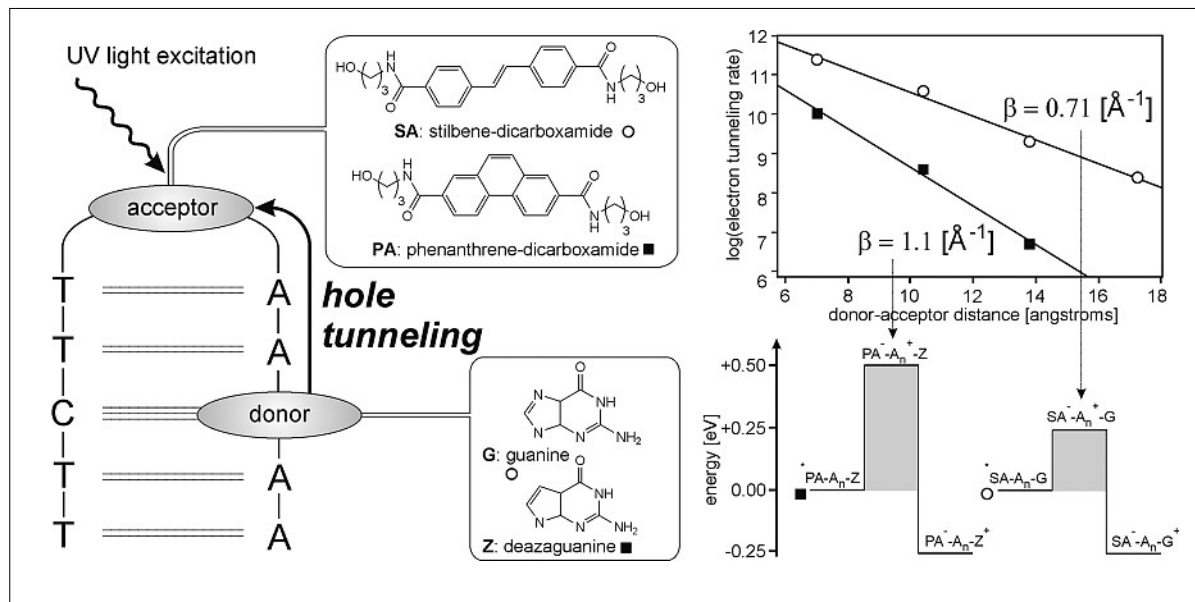 UV light excitation
acceptor
T
A
T
A
C
donor
T
A
T
A
hole
tunneling
HO
3
N
H
O
O
N
H
3
OH
SA: stilbene-dicarboxamide
HO
3
N
H
O
O
N
H
3
OH
PA: phenanthrene-dicarboxamide
O
N
NH
N
H
N
NH₂
G: guanine
O
NH
N
H
N
NH₂
Z: deazaguanine
log(electron tunneling rate)
12
11
10
9
8
7
6
β = 0.71 [Å⁻¹]
β = 1.1 [Å⁻¹]
6 8 10 12 14 16 18
donor-acceptor distance [angstroms]
energy [eV]
+0.50
+0.25
0.00
-0.25
PA⁻-Aₙ⁺-Z
*PA-Aₙ-Z
PA⁻-Aₙ-Z⁺
SA⁻-Aₙ⁺-G
*SA-Aₙ-G
SA⁻-Aₙ-G⁺